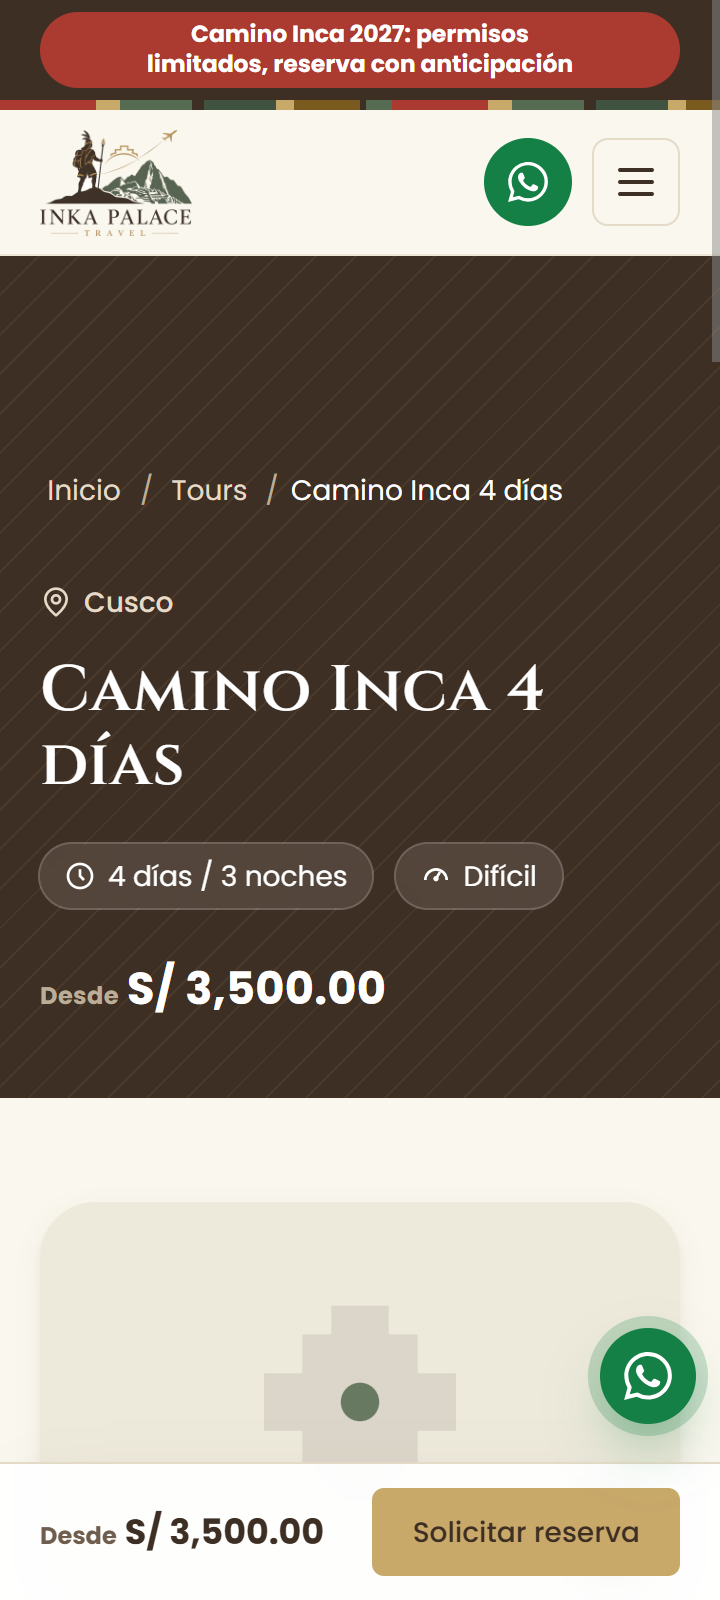 Camino Inca 2027: permisos
limitados, reserva con anticipación
INKA PALACE
TRAVEL
Inicio / Tours / Camino Inca 4 días
Cusco
Camino Inca 4
días
4 días / 3 noches
Difícil
Desde S/ 3,500.00
Desde S/ 3,500.00
Solicitar reserva